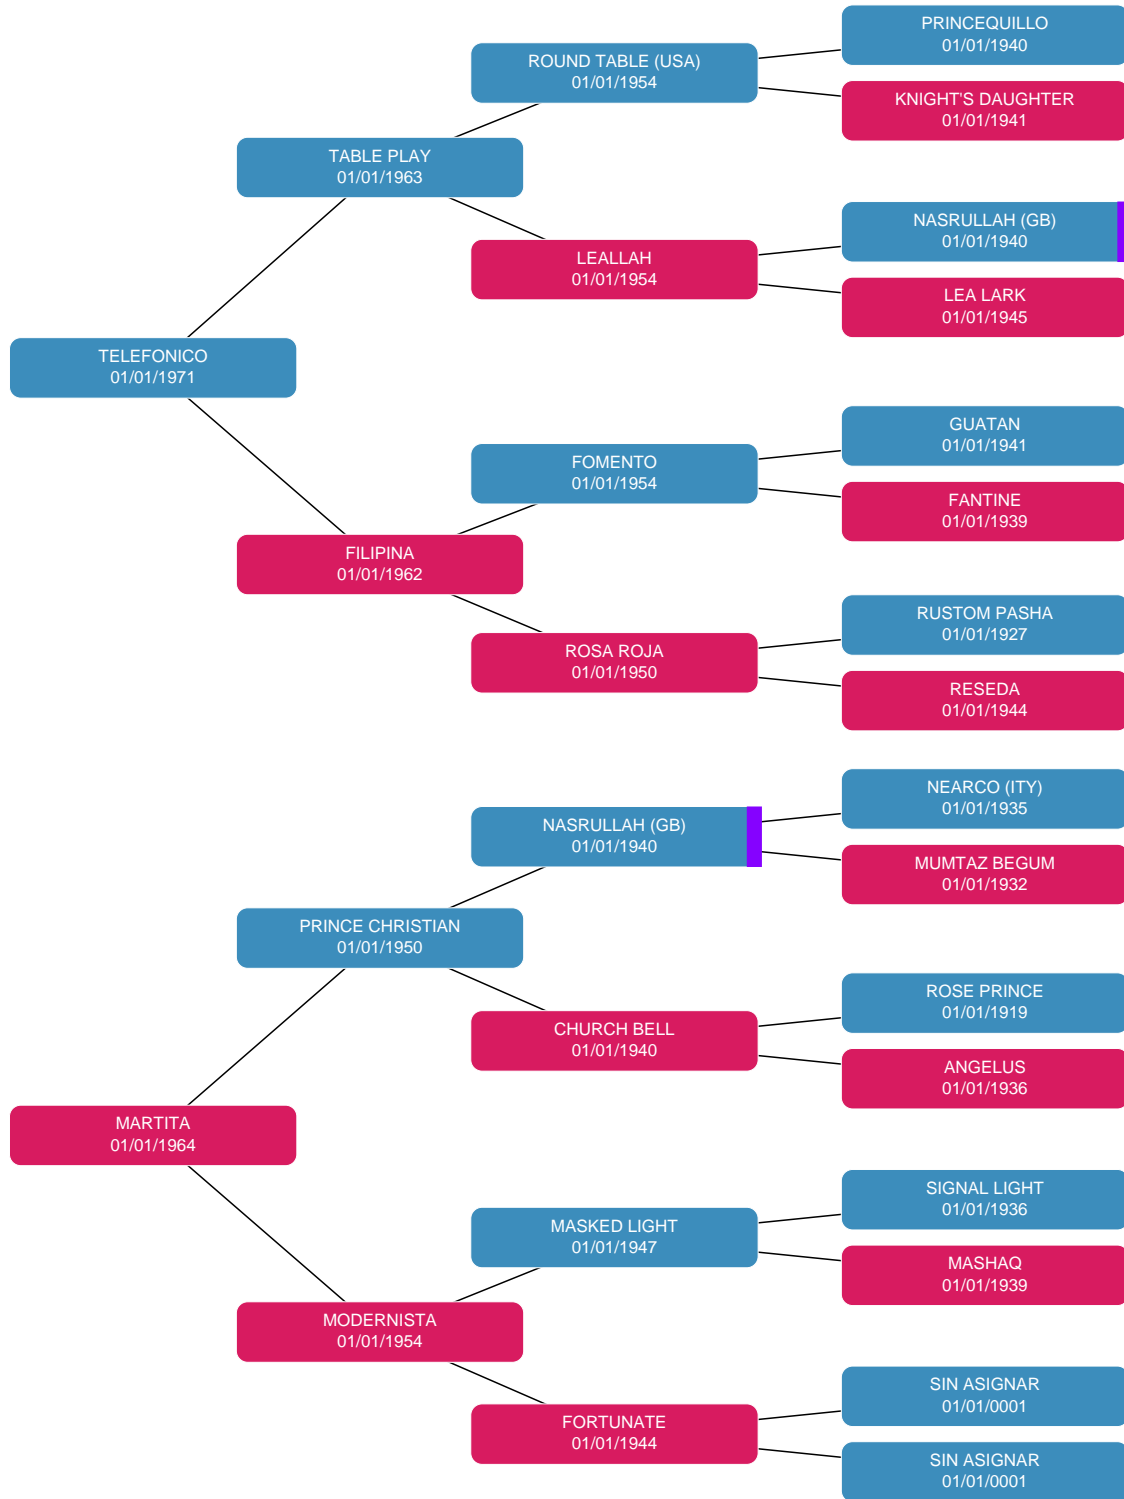 PRINCEQUILLO
01/01/1940
ROUND TABLE (USA)
01/01/1954
KNIGHT'S DAUGHTER
01/01/1941
TABLE PLAY
01/01/1963
NASRULLAH (GB)
01/01/1940
LEALLAH
01/01/1954
LEA LARK
01/01/1945
TELEFONICO
01/01/1971
GUATAN
01/01/1941
FOMENTO
01/01/1954
FANTINE
01/01/1939
FILIPINA
01/01/1962
RUSTOM PASHA
01/01/1927
ROSA ROJA
01/01/1950
RESEDA
01/01/1944
NEARCO (ITY)
01/01/1935
NASRULLAH (GB)
01/01/1940
MUMTAZ BEGUM
01/01/1932
PRINCE CHRISTIAN
01/01/1950
ROSE PRINCE
01/01/1919
CHURCH BELL
01/01/1940
ANGELUS
01/01/1936
MARTITA
01/01/1964
SIGNAL LIGHT
01/01/1936
MASKED LIGHT
01/01/1947
MASHAQ
01/01/1939
MODERNISTA
01/01/1954
SIN ASIGNAR
01/01/0001
FORTUNATE
01/01/1944
SIN ASIGNAR
01/01/0001